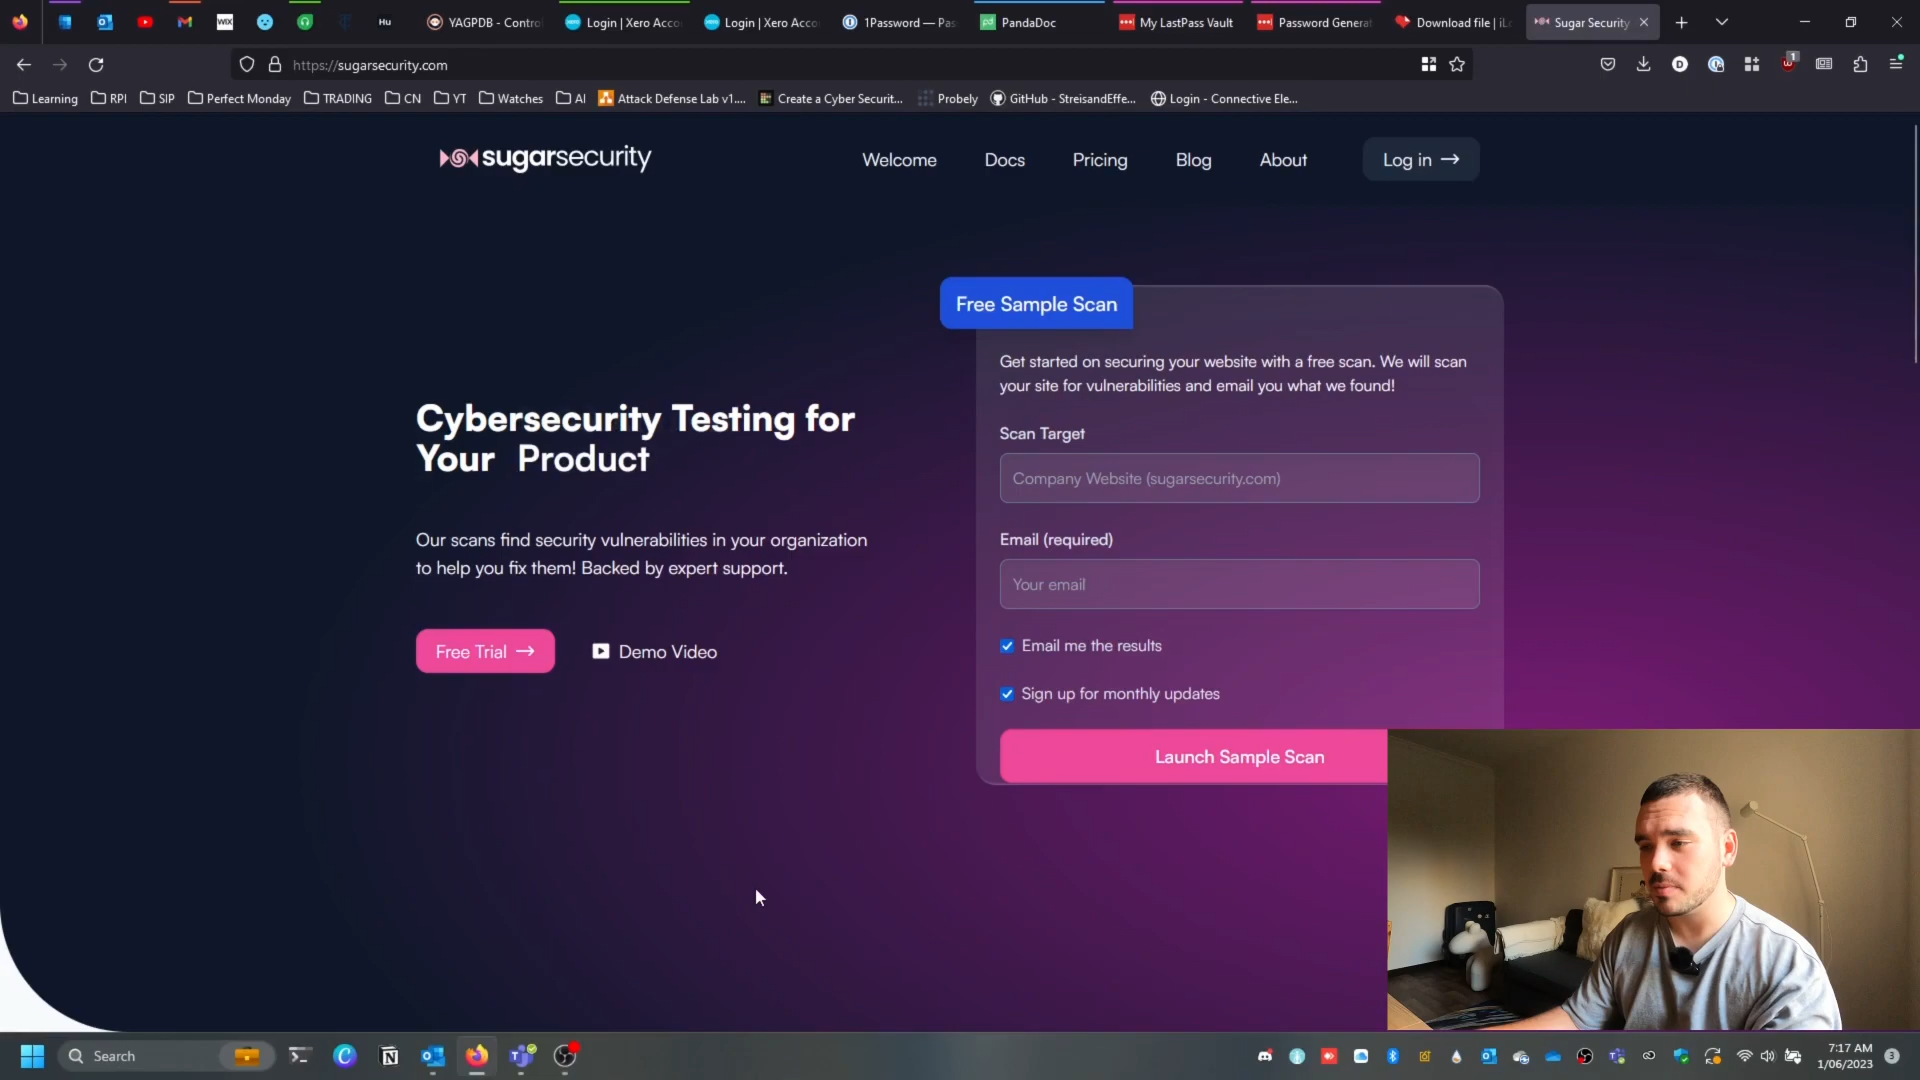 YAGPDB - Contro
Login | Xero Acco
Login | Xero Acco
1Password — Pas
PandaDoc
My LastPass Vault
Password Generat
Download file | iL
Sugar Security
https://sugarsecurity.com
1
Learning
RPI
SIP
Perfect Monday
TRADING
CN
YT
Watches
AI
Attack Defense Lab v1....
Create a Cyber Securit...
Probely
GitHub - StreisandEffe...
Login - Connective Ele...
sugarsecurity
Welcome
Docs
Pricing
Blog
About
Log in →
Free Sample Scan
Get started on securing your website with a free scan. We will scan
your site for vulnerabilities and email you what we found!
Scan Target
Company Website (sugarsecurity.com)
Email (required)
Your email
Email me the results
Sign up for monthly updates
Launch Sample Scan
Cybersecurity Testing for
Your Product
Our scans find security vulnerabilities in your organization
to help you fix them! Backed by expert support.
Free Trial →
Demo Video
Search
7:17 AM
1/06/2023
3